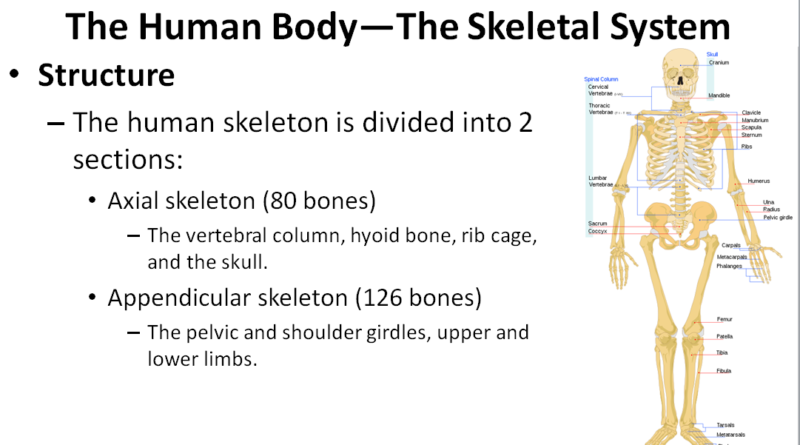 The Human Body—The Skeletal System
• Structure
– The human skeleton is divided into 2
sections:
• Axial skeleton (80 bones)
– The vertebral column, hyoid bone, rib cage,
and the skull.
• Appendicular skeleton (126 bones)
– The pelvic and shoulder girdles, upper and
lower limbs.
Skull
Cranium
Spinal Column
Cervical
Vertebrae
Mandible
Thoracic
Vertebrae
Clavicle
Manubrium
Scapula
Sternum
Ribs
Lumbar
Vertebrae
Humerus
Ulna
Radius
Pelvic girdle
Sacrum
Coccyx
Carpals
Metacarpals
Phalanges
Femur
Patella
Tibia
Fibula
Tarsals
Metatarsals